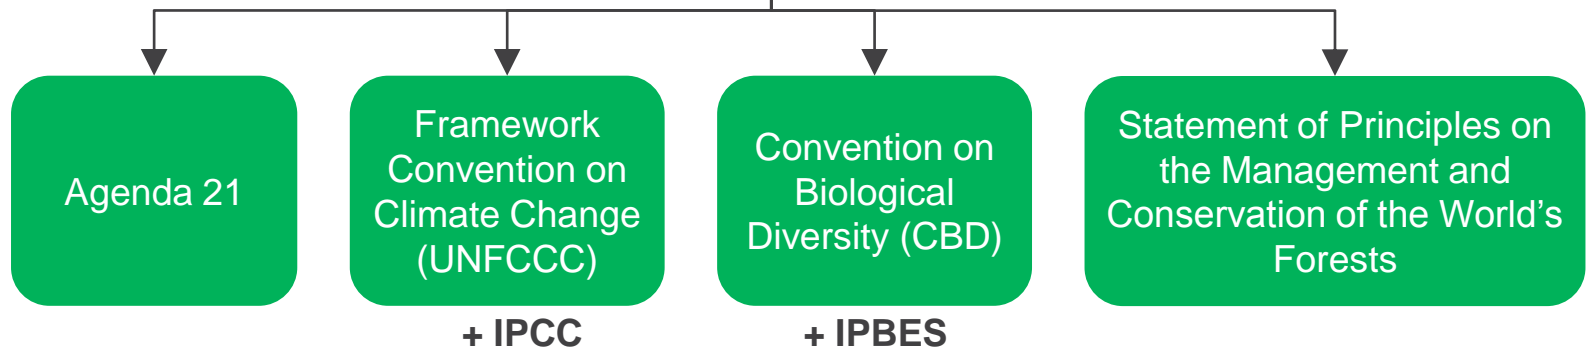 Agenda 21
Framework
Convention on
Climate Change
(UNFCCC)
Convention on
Biological
Diversity (CBD)
Statement of Principles on
the Management and
Conservation of the World’s
Forests
+ IPCC
+ IPBES